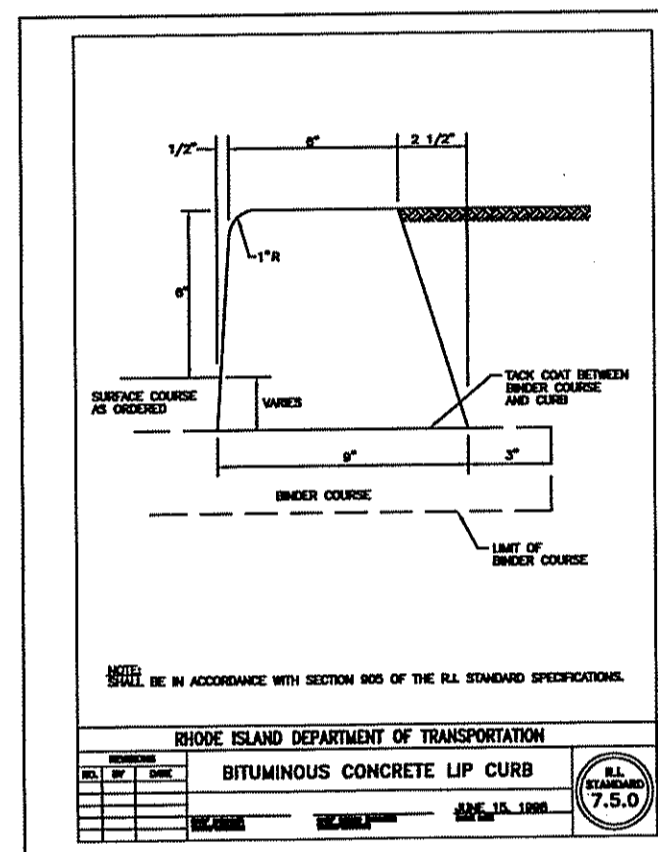 1/2"
6"
2 1/2"
1"R
6"
SURFACE COURSE
AS ORDERED
VARIES
TACK COAT BETWEEN
BINDER COURSE
AND CURB
9"
3"
BINDER COURSE
LIMIT OF
BINDER COURSE
NOTE:
SHALL BE IN ACCORDANCE WITH SECTION 905 OF THE R.I. STANDARD SPECIFICATIONS.
RHODE ISLAND DEPARTMENT OF TRANSPORTATION
REVISIONS
NO. BY DATE
BITUMINOUS CONCRETE LIP CURB
R.I.
STANDARD
7.5.0
JUNE 15, 1998